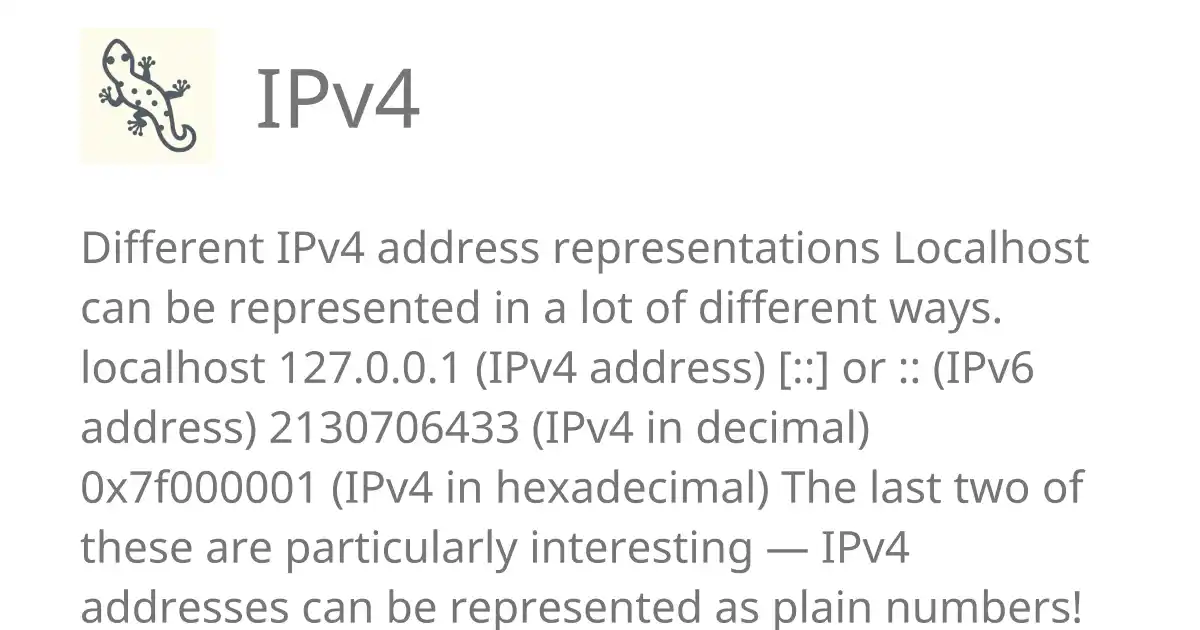 IPv4
Different IPv4 address representations Localhost
can be represented in a lot of different ways.
localhost 127.0.0.1 (IPv4 address) [::] or :: (IPv6
address) 2130706433 (IPv4 in decimal)
0x7f000001 (IPv4 in hexadecimal) The last two of
these are particularly interesting — IPv4
addresses can be represented as plain numbers!